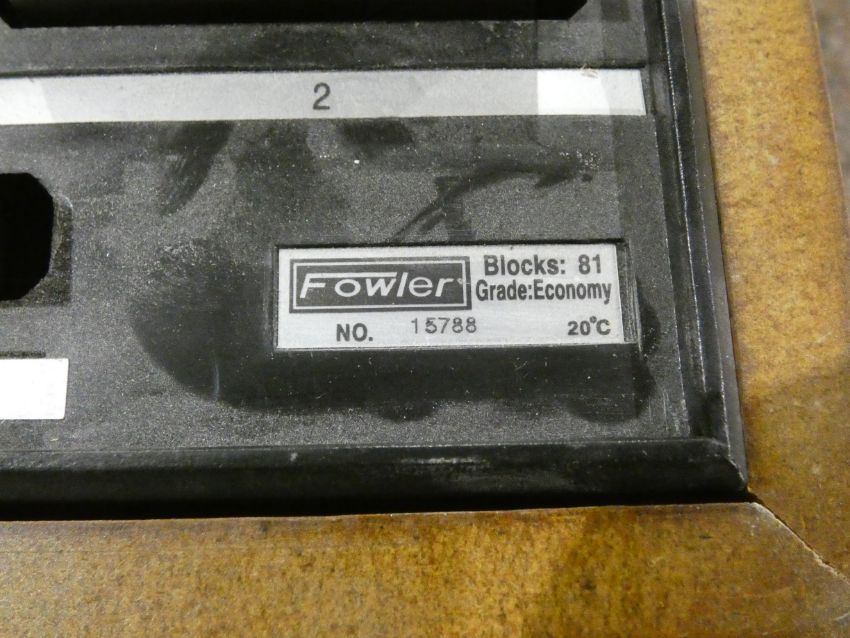 2
Fowler
Blocks: 81
Grade:Economy
NO. 15788 20°C